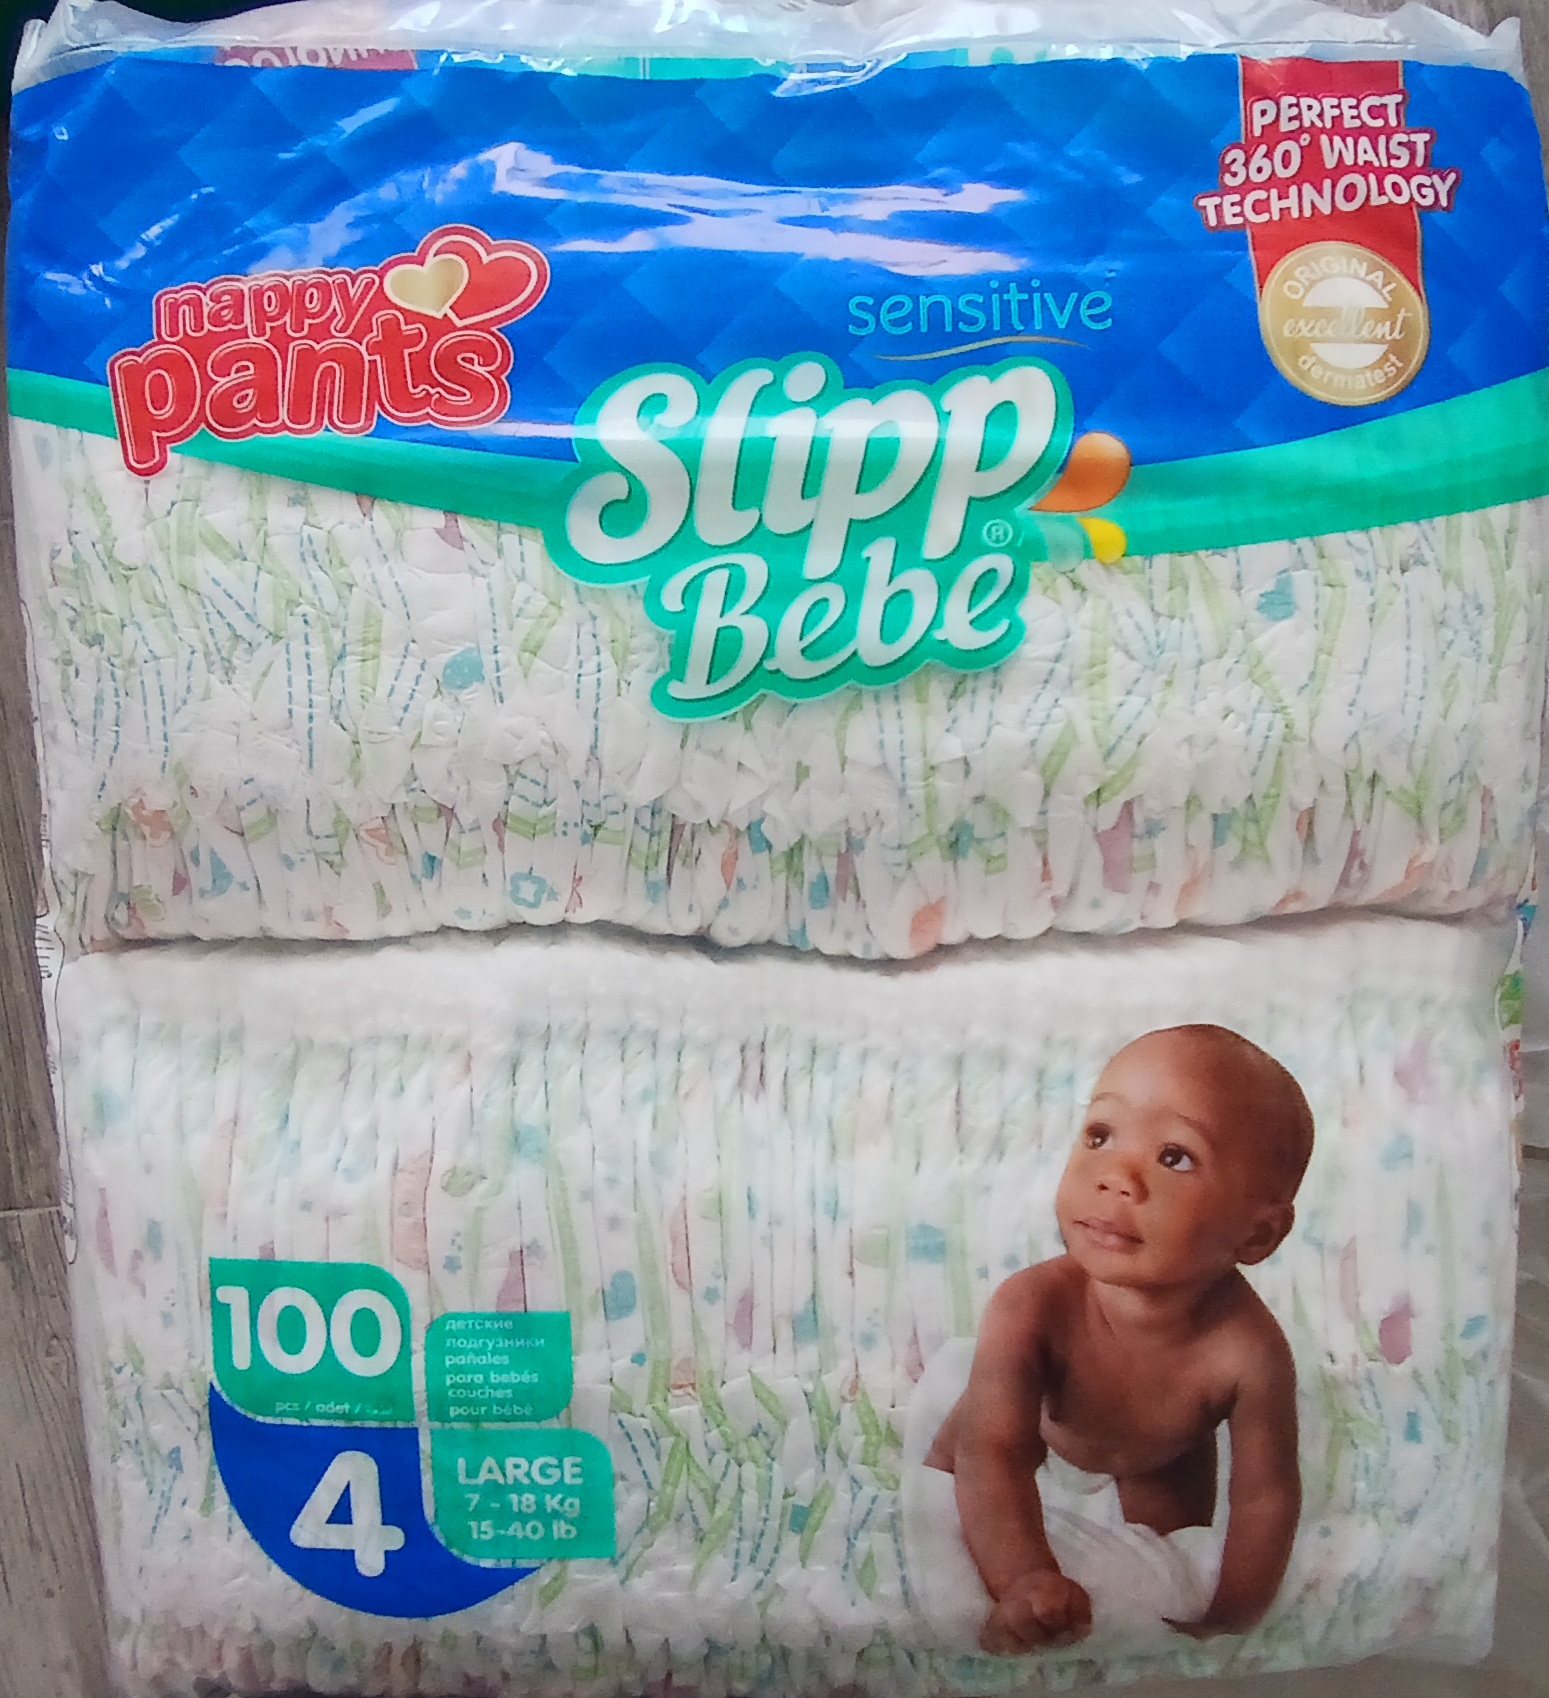 PERFECT
360° WAIST
TECHNOLOGY
ORIGINAL
excellent
dermatest
nappy
pants
sensitive
Slipp
Bebe®
100
pcs / adet /
детские
подгузники
pañales
para bebés
couches
pour bébé
4
LARGE
7 - 18 Kg
15-40 lb